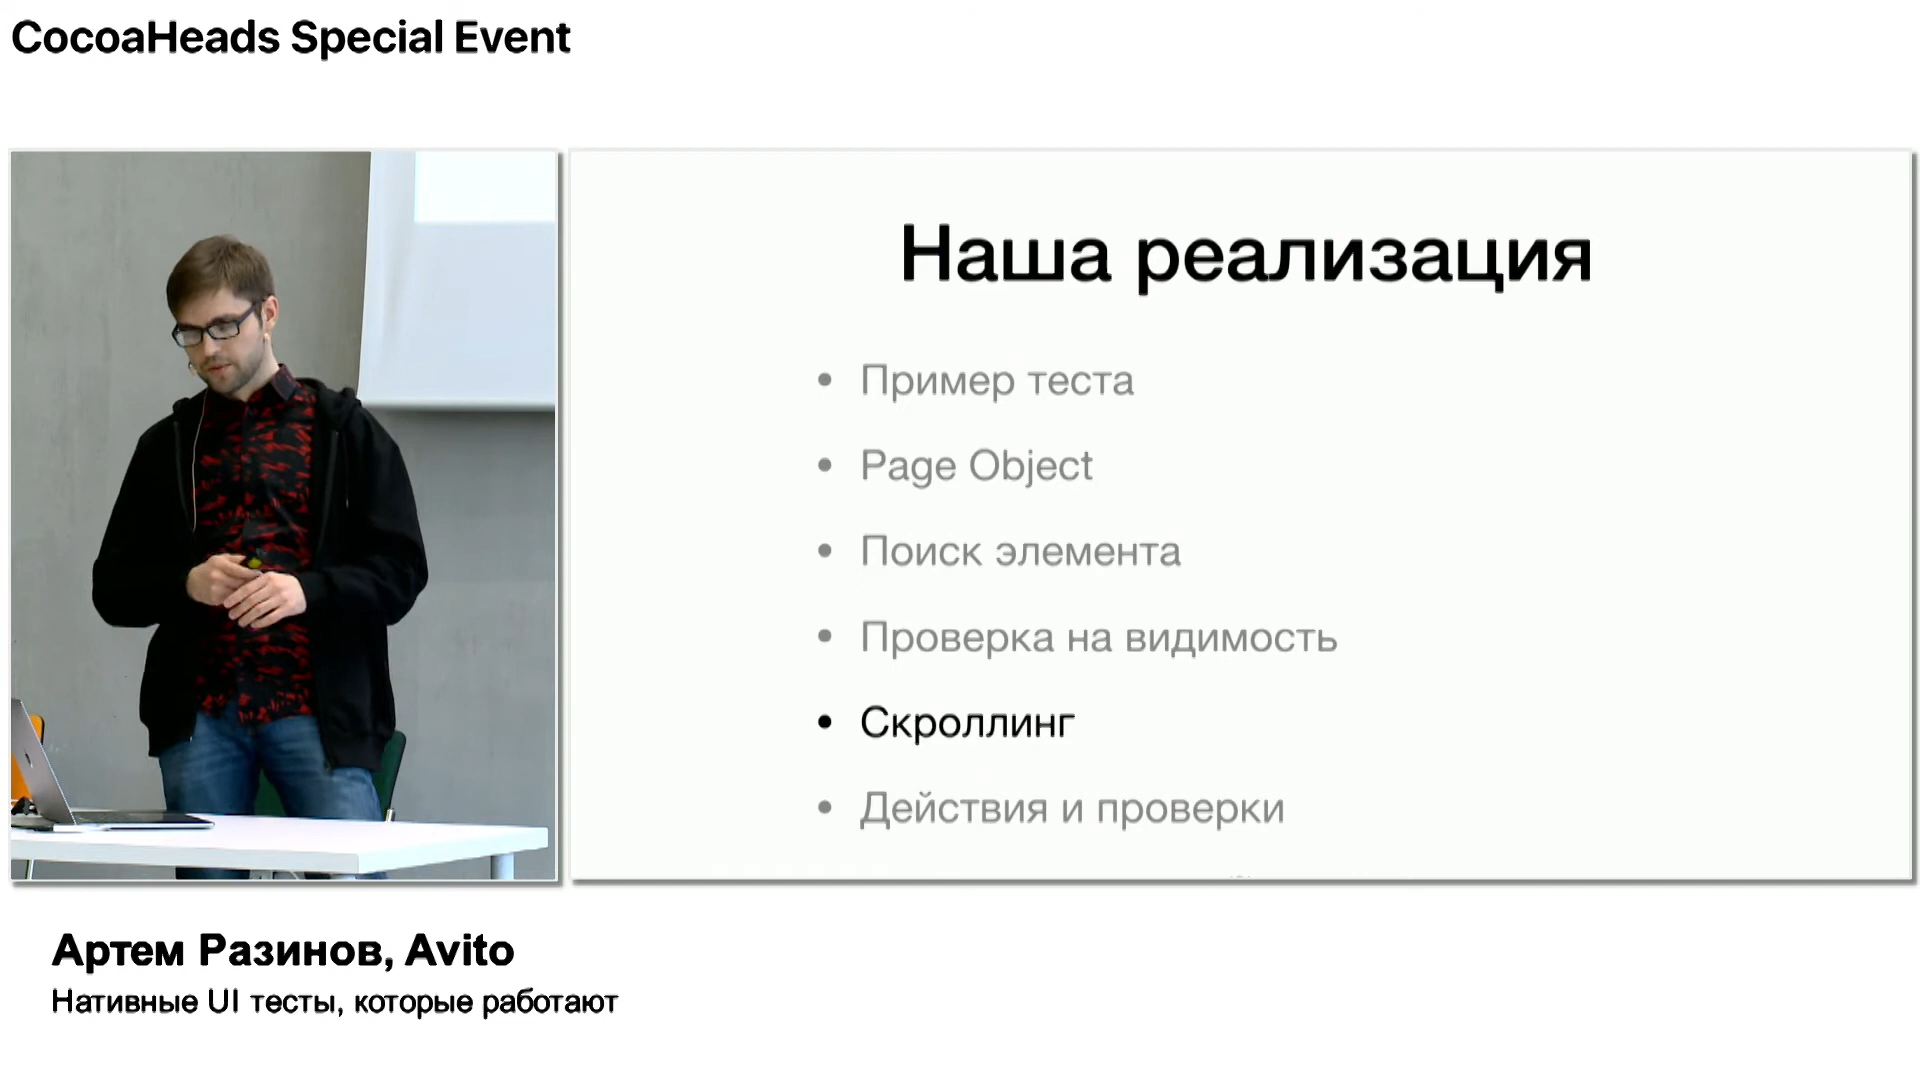 CocoaHeads Special Event
Наша реализация
• Пример теста
• Page Object
• Поиск элемента
• Проверка на видимость
• Скроллинг
• Действия и проверки
Артем Разинов, Avito
Нативные UI тесты, которые работают